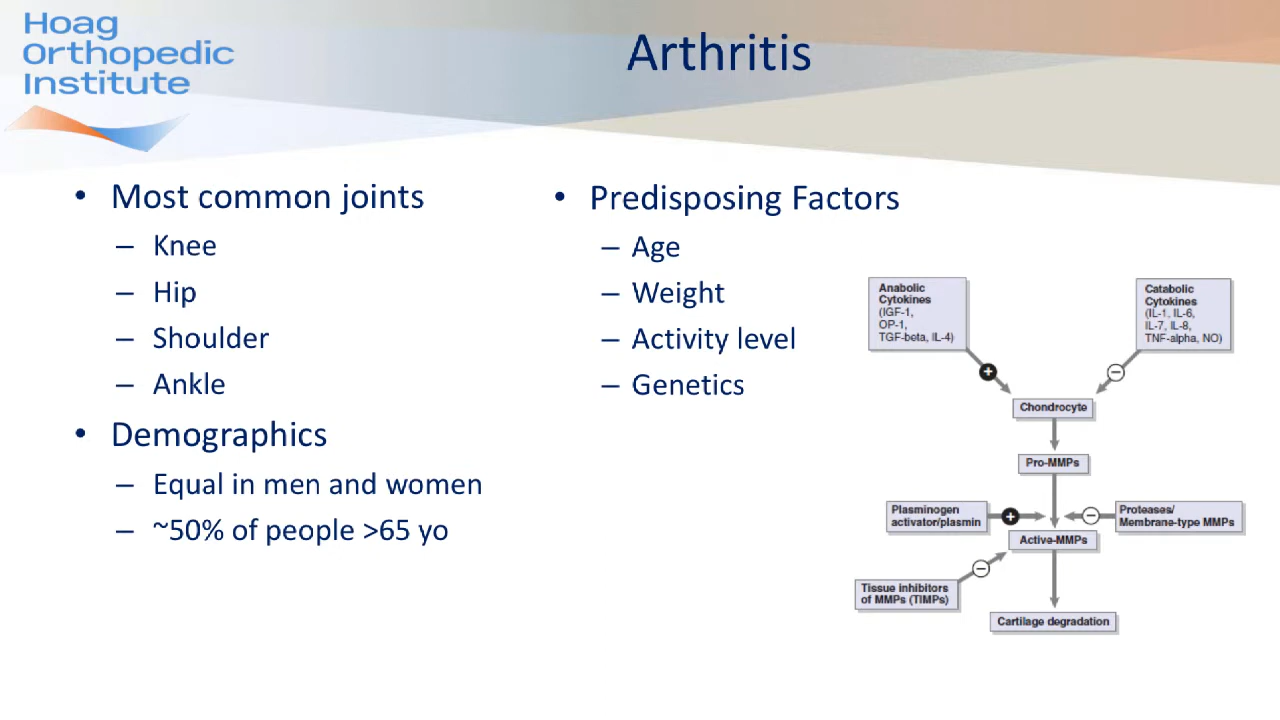 Hoag
Orthopedic
Institute
Arthritis
• Most common joints
– Knee
– Hip
– Shoulder
– Ankle
• Demographics
– Equal in men and women
– ~50% of people >65 yo
• Predisposing Factors
– Age
– Weight
– Activity level
– Genetics
Anabolic
Cytokines
(IGF-1,
OP-1,
TGF-beta, IL-4)
Catabolic
Cytokines
(IL-1, IL-6,
IL-7, IL-8,
TNF-alpha, NO)
+
−
Chondrocyte
Pro-MMPs
Plasminogen
activator/plasmin
+
−
Proteases/
Membrane-type MMPs
Active-MMPs
−
Tissue inhibitors
of MMPs (TIMPs)
Cartilage degradation